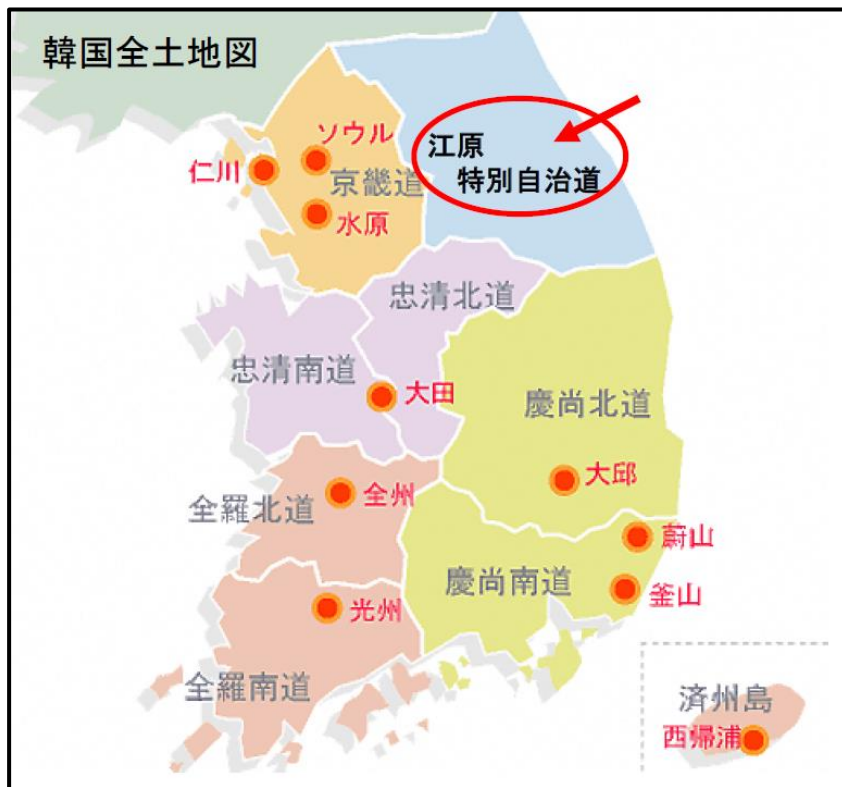 韓国全土地図
江原
特別自治道
ソウル
仁川
京畿道
水原
忠清北道
忠清南道
大田
慶尚北道
大邱
全州
全羅北道
蔚山
慶尚南道
釜山
光州
全羅南道
済州島
西帰浦